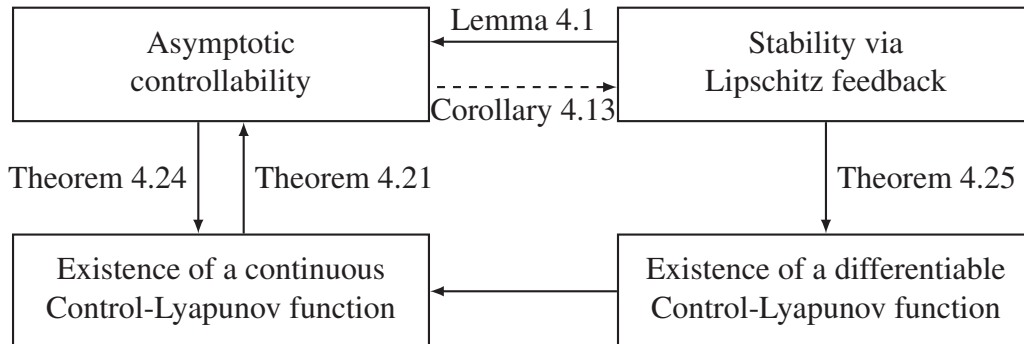 Lemma 4.1
Asymptotic
controllability
Stability via
Lipschitz feedback
Corollary 4.13
Theorem 4.24
Theorem 4.21
Theorem 4.25
Existence of a continuous
Control-Lyapunov function
Existence of a differentiable
Control-Lyapunov function